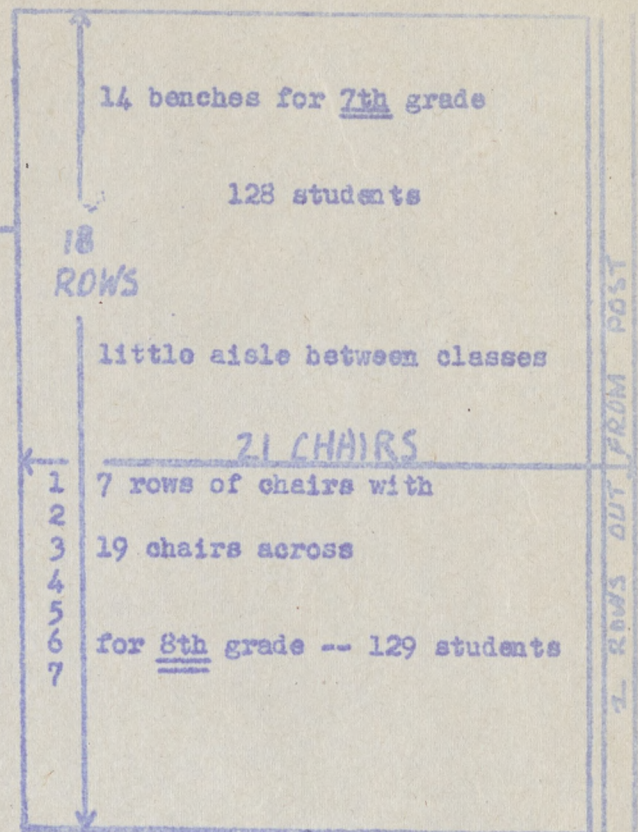 14 benches for 7th grade
128 students
18
ROWS
little aisle between classes
21 CHAIRS
1 7 rows of chairs with
2
3 19 chairs across
4
5
6 for 8th grade -- 129 students
7
2 ROWS OUT FROM POST